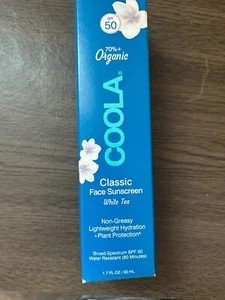 SPF
50
70%+
Organic
COOLA®
Classic
Face Sunscreen
White Tea
Non-Greasy
Lightweight Hydration
+Plant Protection*
Broad Spectrum SPF 50
Water Resistant (80 Minutes)
1.7 FL OZ / 50 mL